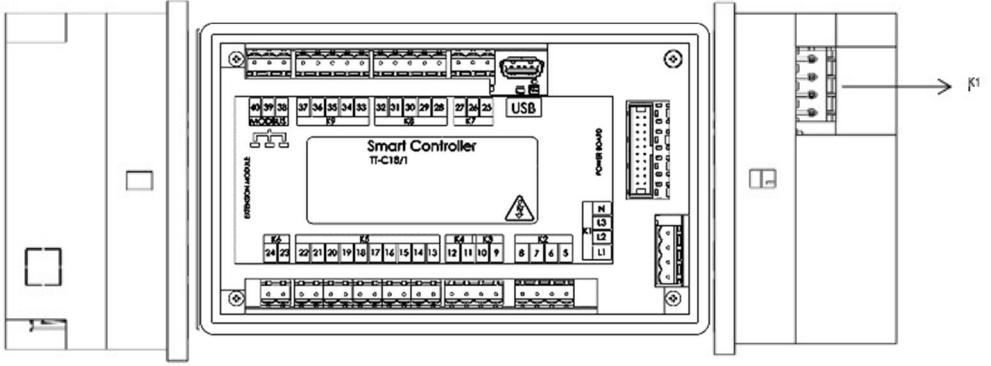 40 39 38 37 36 35 34 33 32 31 30 29 28 27 26 25 USB
MODBUS K9 K8 K7
Smart Controller
TT-C18/1
EXTENSION MODULE
POWER BOARD
N
L3
K1
L2
L1
K6 K5 K4 K3 K2
24 23 22 21 20 19 18 17 16 15 14 13 12 11 10 9 8 7 6 5
K1